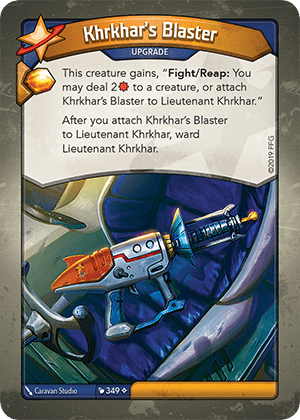 Khrkhar's Blaster
UPGRADE
This creature gains, “Fight/Reap: You
may deal 2 to a creature, or attach
Khrkhar's Blaster to Lieutenant Khrkhar.”
After you attach Khrkhar's Blaster
to Lieutenant Khrkhar, ward
Lieutenant Khrkhar.
©2019 FFG
Caravan Studio
349